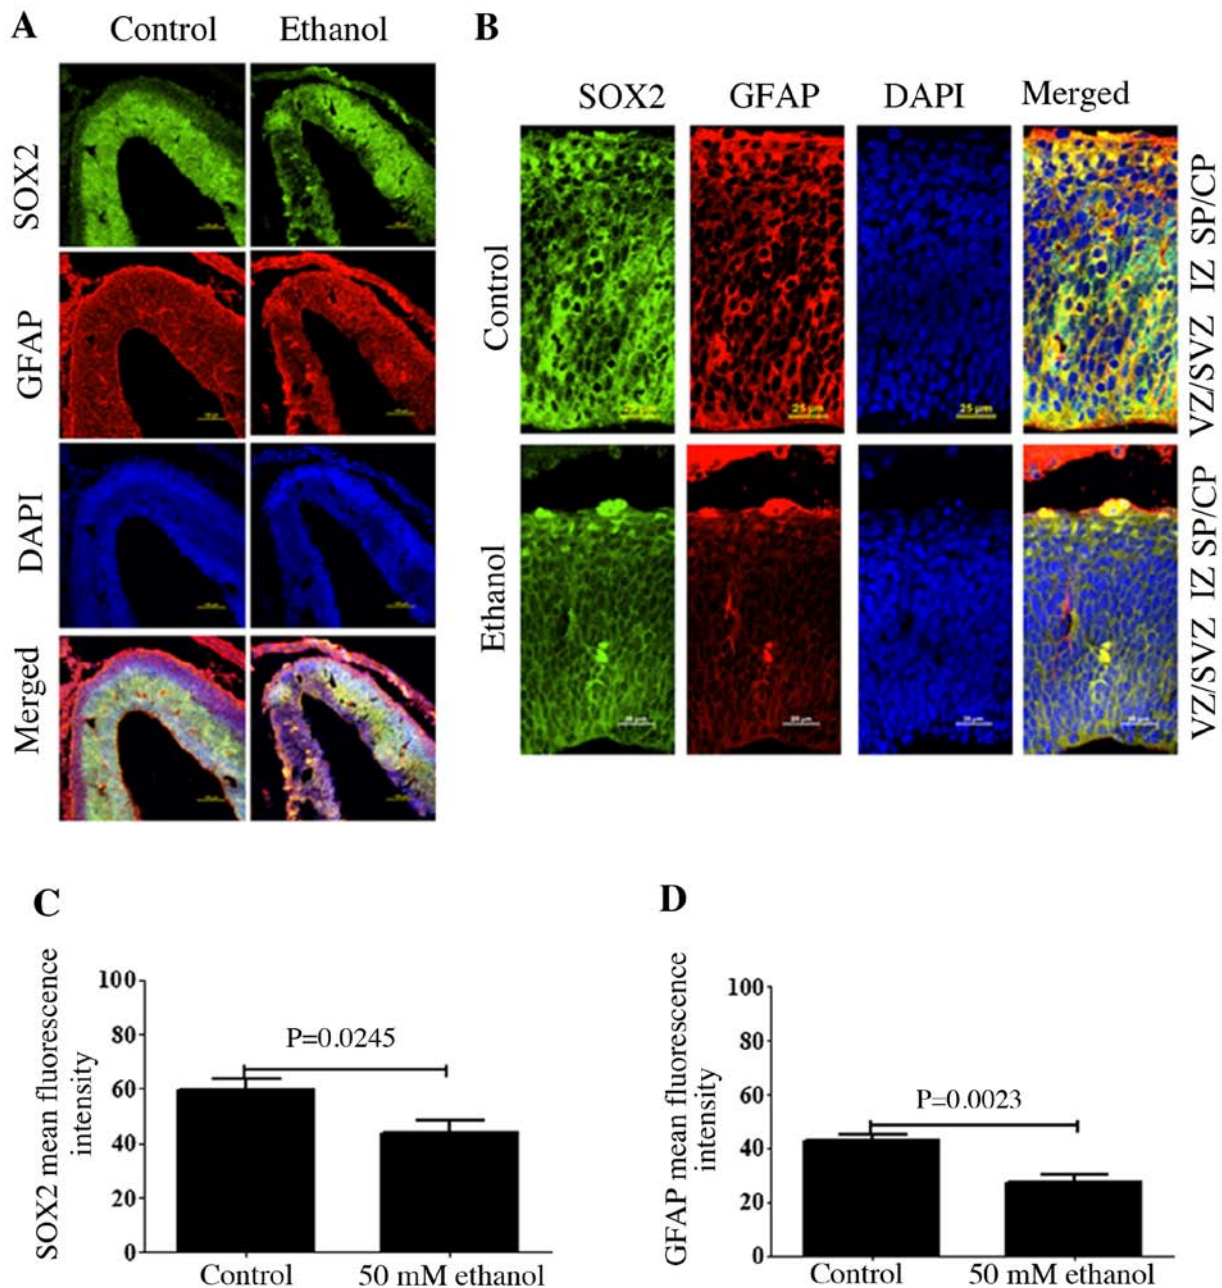 A
Control Ethanol
SOX2
GFAP
DAPI
Merged
B
SOX2 GFAP DAPI Merged
Control
25 µm
25 µm
25 µm
VZ/SVZ IZ SP/CP
Ethanol
VZ/SVZ IZ SP/CP
C
SOX2 mean fluorescence
intensity
100
80
60
40
20
0
P=0.0245
Control 50 mM ethanol
D
GFAP mean fluorescence
intensity
100
80
60
40
20
0
P=0.0023
Control 50 mM ethanol